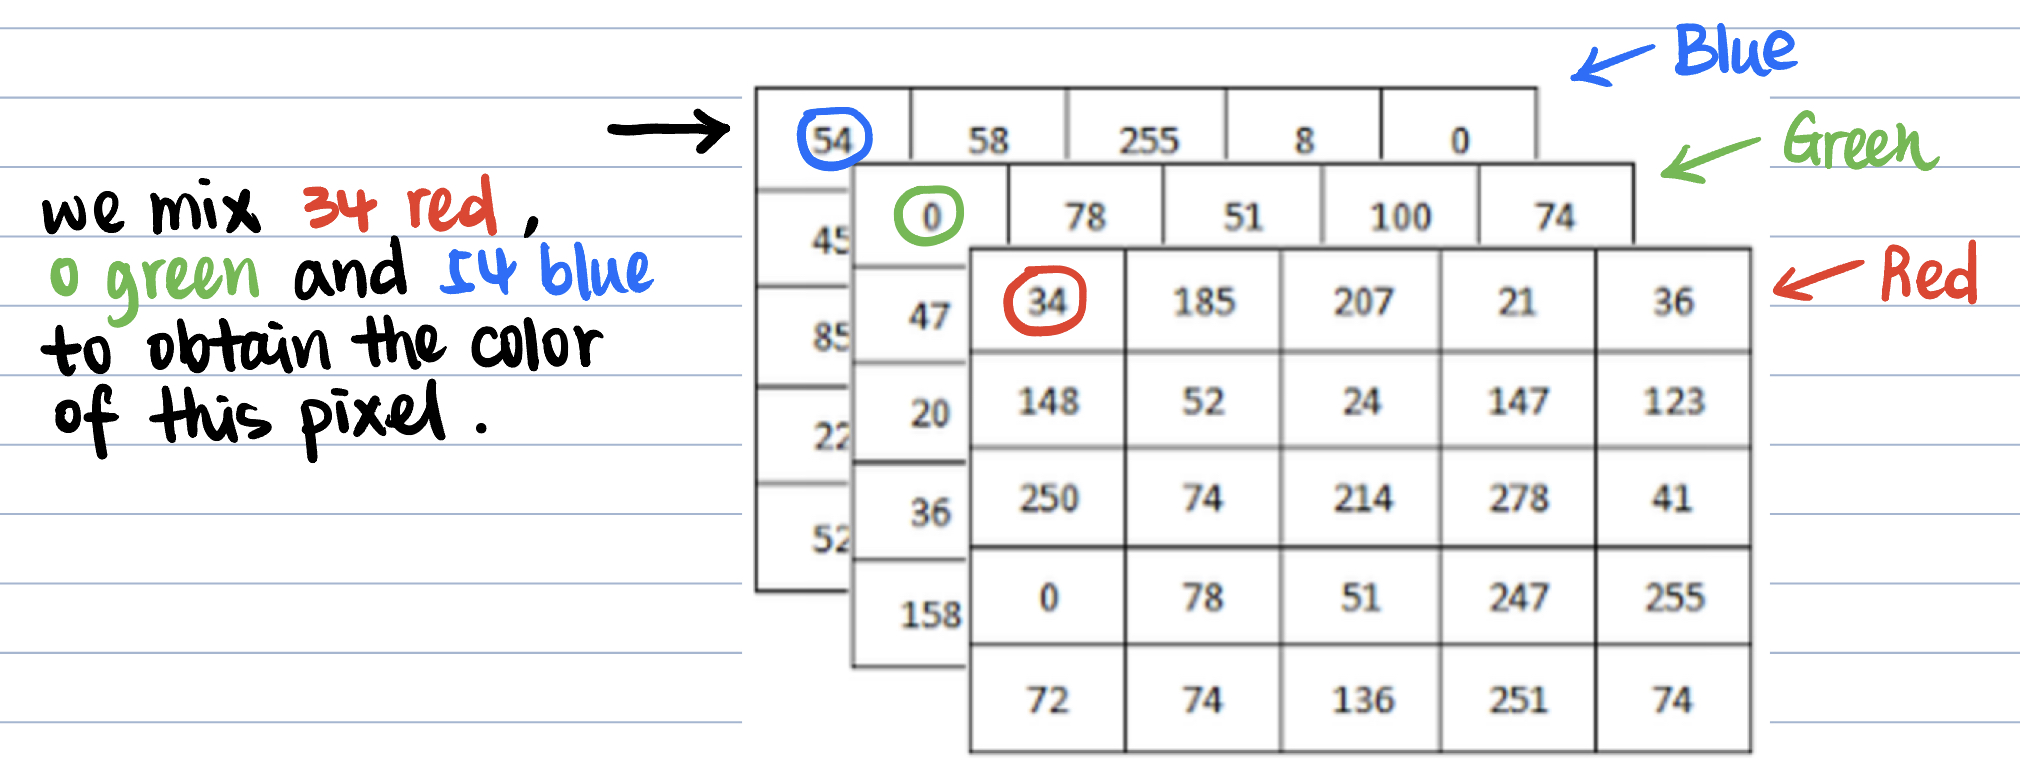 Blue
54 58 255 8 0
Green
we mix 34 red,
0 green and 54 blue
to obtain the color
of this pixel.
45
85
22
52
0 78 51 100 74
47
20
36
158
Red
34 185 207 21 36
148 52 24 147 123
250 74 214 278 41
0 78 51 247 255
72 74 136 251 74